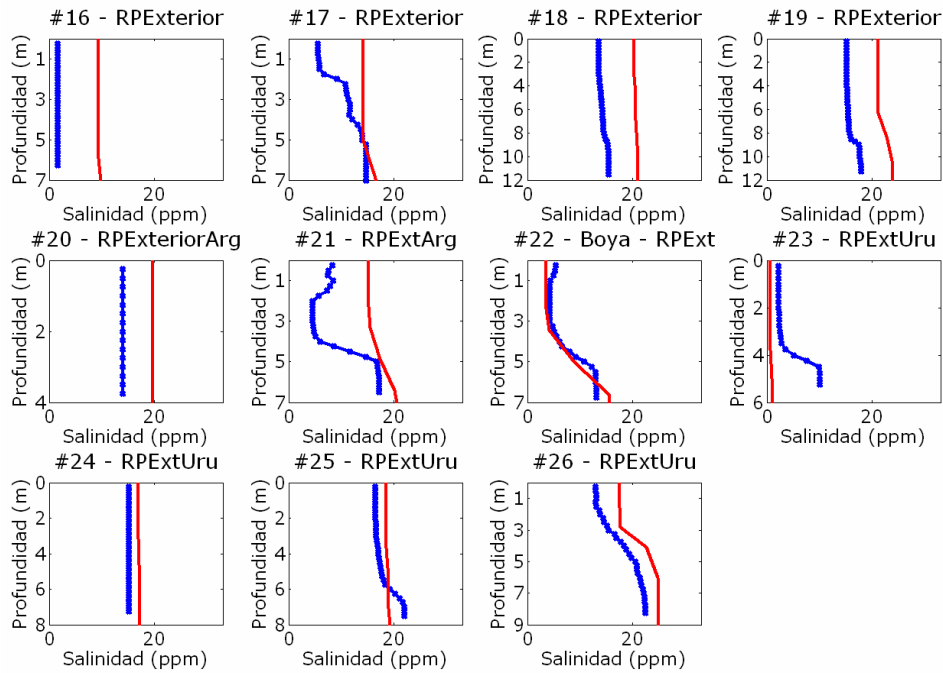 #16 - RPExterior
Profundidad (m)
1
3
5
7
0
20
Salinidad (ppm)
#17 - RPExterior
Profundidad (m)
1
3
5
7
0
20
Salinidad (ppm)
#18 - RPExterior
Profundidad (m)
0
2
4
6
8
10
12
0
20
Salinidad (ppm)
#19 - RPExterior
Profundidad (m)
0
2
4
6
8
10
12
0
20
Salinidad (ppm)
#20 - RPExteriorArg
Profundidad (m)
0
2
4
0
20
Salinidad (ppm)
#21 - RPExtArg
Profundidad (m)
1
3
5
7
0
20
Salinidad (ppm)
#22 - Boya - RPExt
Profundidad (m)
1
3
5
7
0
20
Salinidad (ppm)
#23 - RPExtUru
Profundidad (m)
0
2
4
6
0
20
Salinidad (ppm)
#24 - RPExtUru
Profundidad (m)
0
2
4
6
8
0
20
Salinidad (ppm)
#25 - RPExtUru
Profundidad (m)
0
2
4
6
8
0
20
Salinidad (ppm)
#26 - RPExtUru
Profundidad (m)
1
3
5
7
9
0
20
Salinidad (ppm)